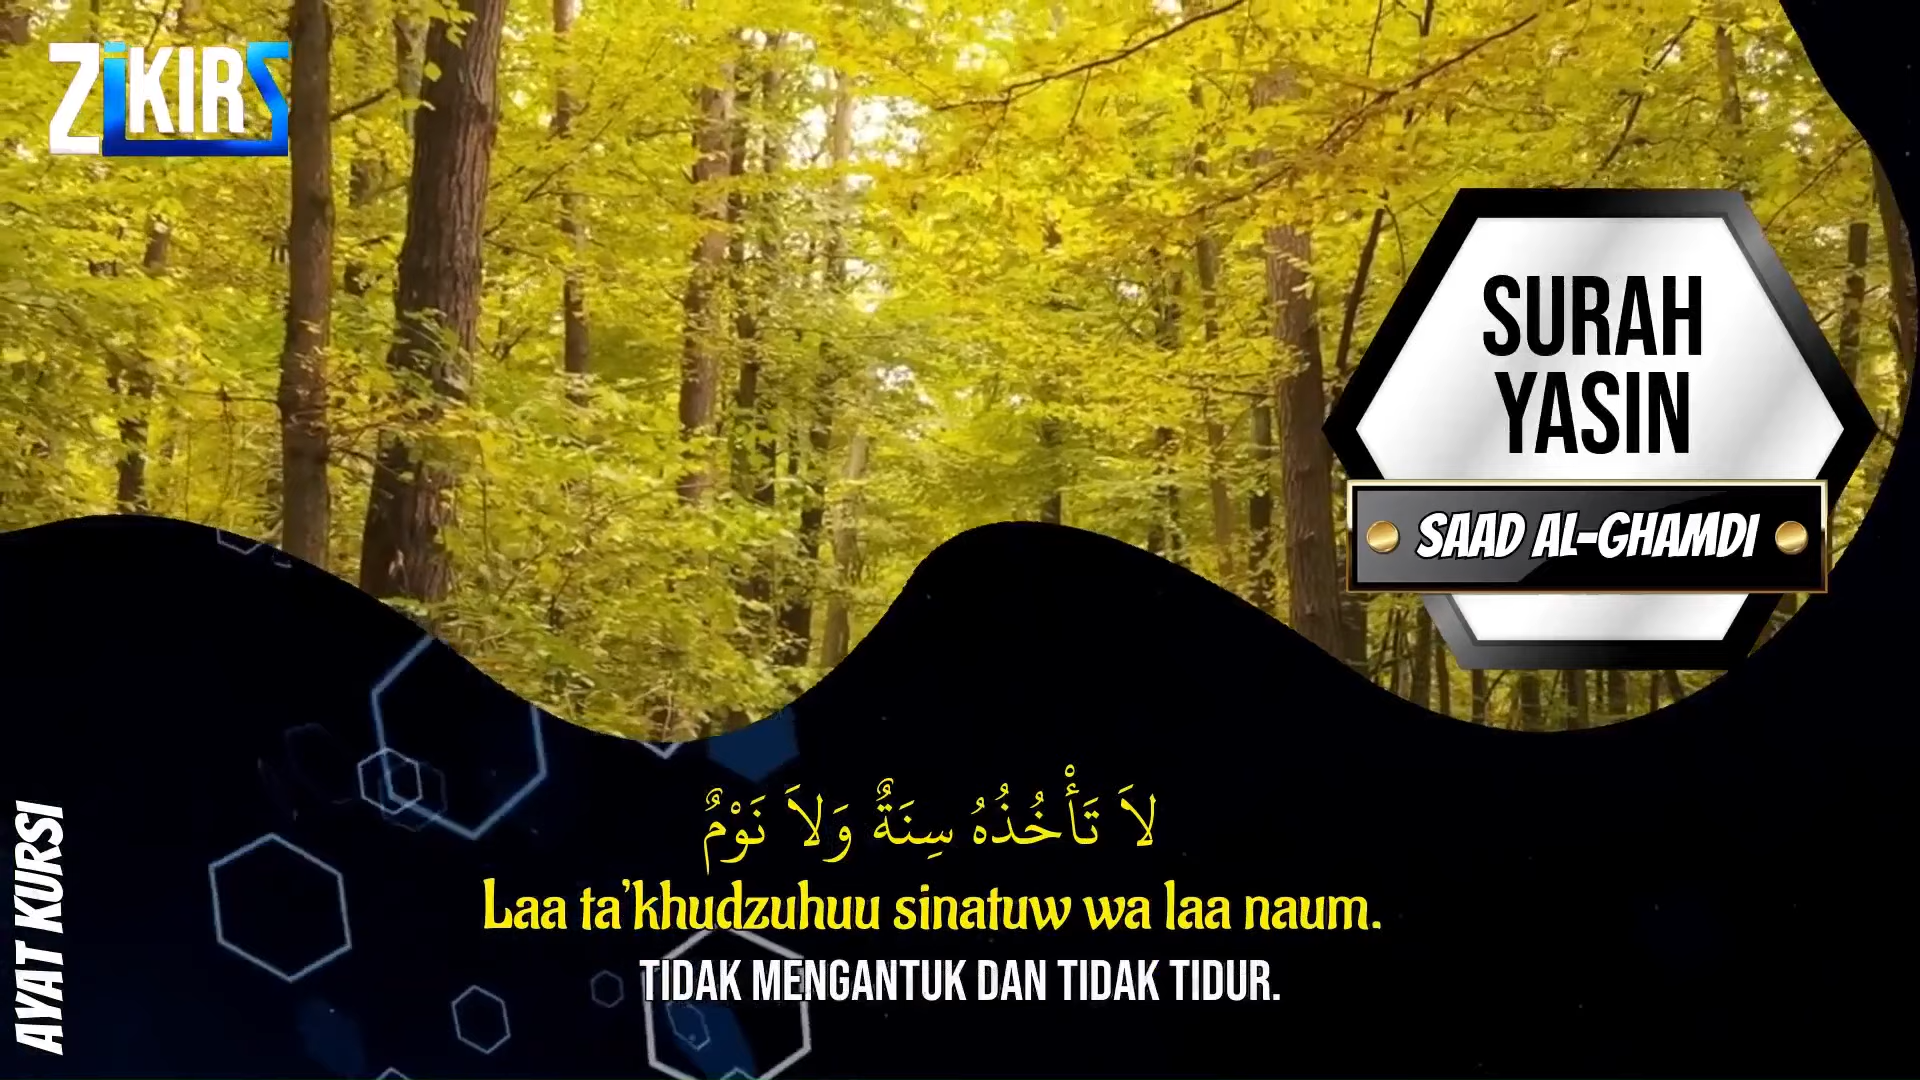 ZiKIRS
SURAH
YASIN
SAAD AL-GHAMDI
لاَ تَأْخُذُهُ سِنَةٌ وَلاَ نَوْمٌ
Laa ta'khudzuhuu sinatuw wa laa naum.
TIDAK MENGANTUK DAN TIDAK TIDUR.
AYAT KURSI